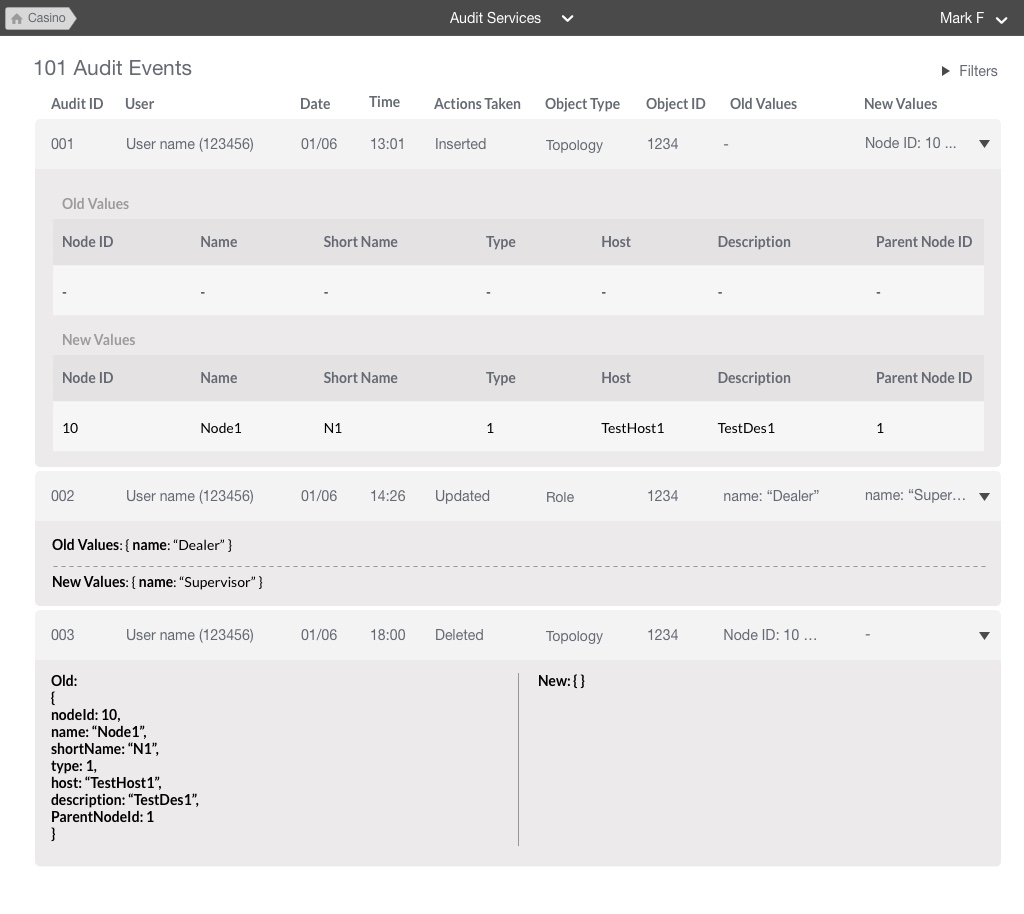 Casino Audit Services Mark F
101 Audit Events
Filters
Audit ID User Date Time Actions Taken Object Type Object ID Old Values New Values
001 User name (123456) 01/06 13:01 Inserted Topology 1234 - Node ID: 10 ...
Old Values
Node ID Name Short Name Type Host Description Parent Node ID
- - - - - - -
New Values
Node ID Name Short Name Type Host Description Parent Node ID
10 Node1 N1 1 TestHost1 TestDes1 1
002 User name (123456) 01/06 14:26 Updated Role 1234 name: “Dealer” name: “Super...
Old Values: { name: “Dealer” }
New Values: { name: “Supervisor” }
003 User name (123456) 01/06 18:00 Deleted Topology 1234 Node ID: 10 ... -
Old:
{
nodeId: 10,
name: “Node1”,
shortName: “N1”,
type: 1,
host: “TestHost1”,
description: “TestDes1”,
ParentNodeId: 1
}
New: { }